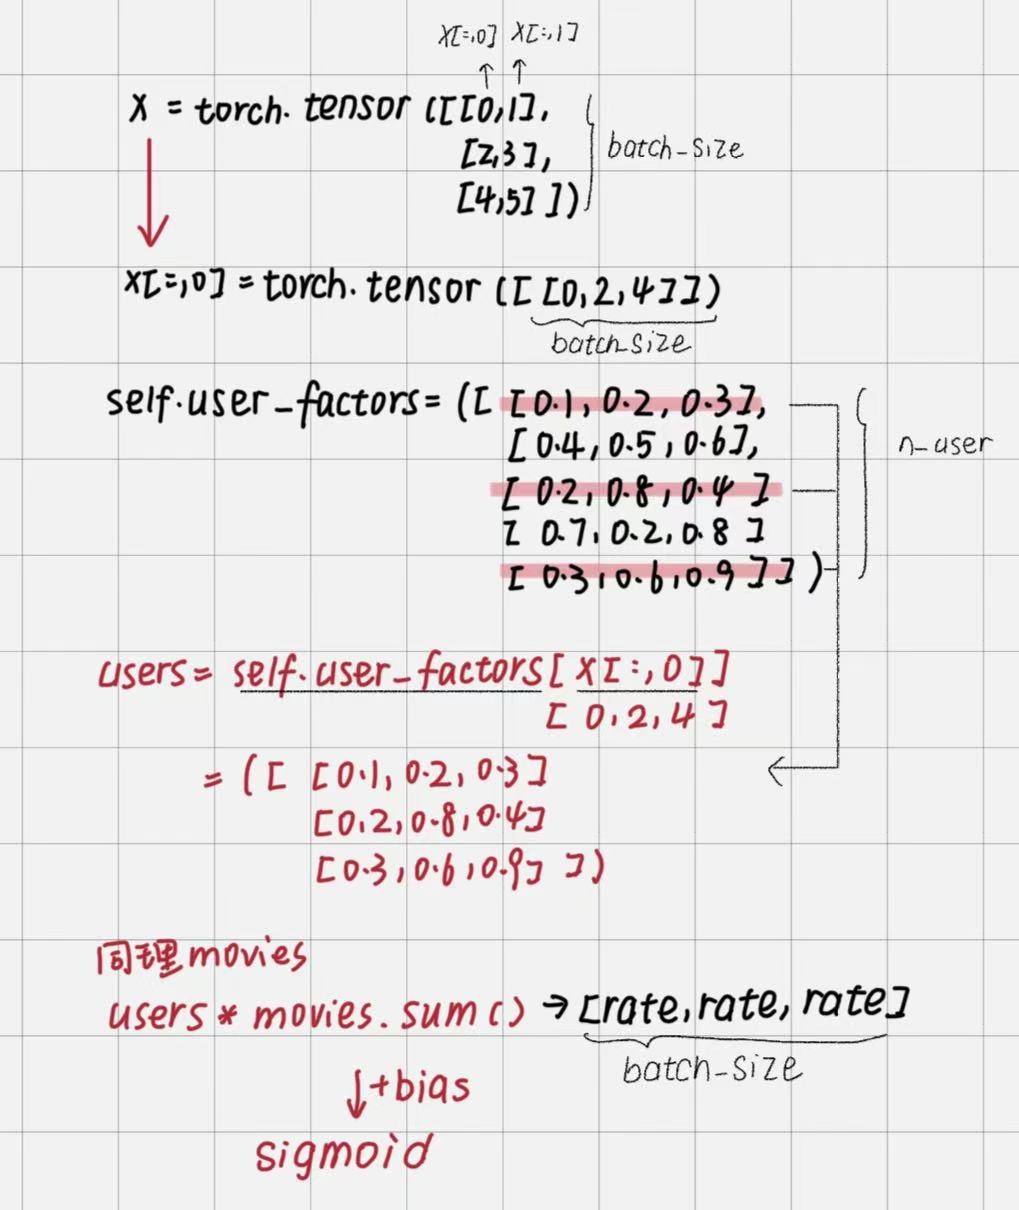 X[:,0] X[:,1]
X = torch.tensor ([[0,1],
[2,3],
[4,5] ])
batch-size
X[:,0] = torch.tensor ([ [0,2,4]])
batch_size
self.user_factors= ([ [0.1, 0.2, 0.3],
[0.4, 0.5, 0.6],
n-user
[ 0.2, 0.8, 0.4 ]
[ 0.7, 0.2, 0.8 ]
[ 0.3, 0.6, 0.9 ]] )
users= self.user_factors[ X[:,0]]
[ 0,2,4 ]
= ([ [0.1, 0.2, 0.3]
[0.2, 0.8, 0.4]
[0.3, 0.6, 0.9] ])
同理movies
users* movies.sum() → [rate, rate, rate]
batch-size
↓+bias
sigmoid